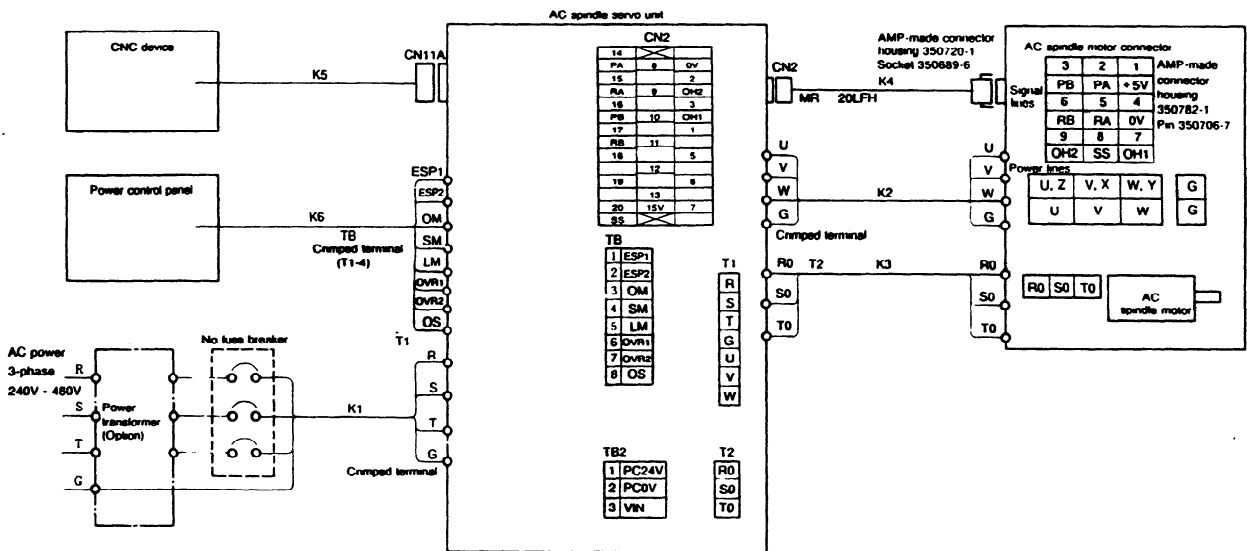 AC spindle servo unit
CNC device
CN11A
K5
Power control panel
K6
TB
Crimped terminal
(T1-4)
ESP1
ESP2
OM
SM
LM
OVR1
OVR2
OS
T1
No fuse breaker
AC power
3-phase
240V - 480V
R
S
T
G
Power
transformer
(Option)
K1
R
S
T
G
Crimped terminal
CN2
14
PA 8 0V
15 2
RA 9 OH2
16 3
PB 10 OH1
17 1
RB 11
18 5
12
19 6
13
20 15V 7
SS
TB
1 ESP1
2 ESP2
3 OM
4 SM
5 LM
6 OVR1
7 OVR2
8 OS
T1
R
S
T
G
U
V
W
TB2
1 PC24V
2 PC0V
3 VIN
T2
R0
S0
T0
CN2
AMP-made connector
housing 350720-1
Socket 350689-6
K4
MR 20LFH
U
V
W
G
K2
Crimped terminal
R0 T2 K3
S0
T0
U
V
W
G
R0
S0
T0
AC spindle motor connector
Signal
lines
3 2 1
PB PA +5V
6 5 4
RB RA 0V
9 8 7
OH2 SS OH1
AMP-made
connector
housing
350782-1
Pin 350706-7
Power lines
U, Z V, X W, Y G
U V W G
R0 S0 T0
AC
spindle motor